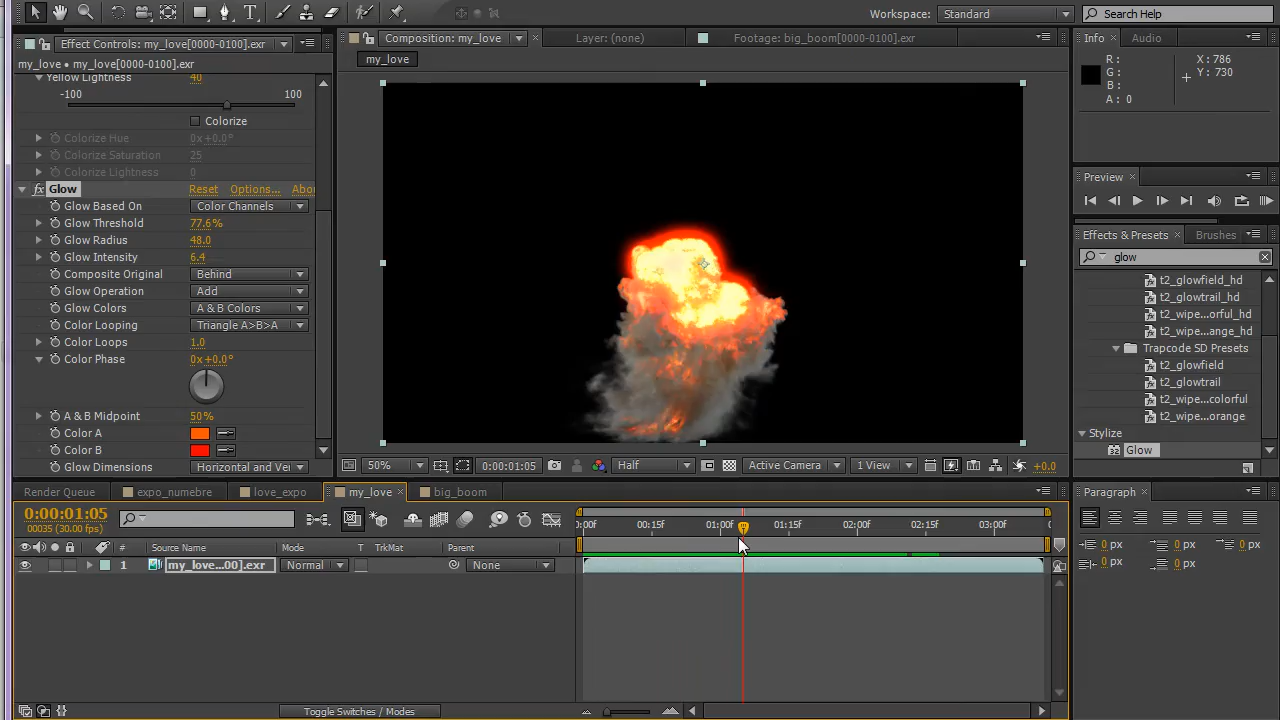 Workspace: Standard
Search Help
Effect Controls: my_love[0000-0100].exr
Composition: my_love
Layer: (none)
Footage: big_boom[0000-0100].exr
Info
Audio
my_love • my_love[0000-0100].exr
my_love
R:
G:
B:
A: 0
X: 786
Y: 730
Yellow Lightness 40
-100 100
Colorize
Colorize Hue 0x+0.0°
Colorize Saturation 25
Colorize Lightness 0
Glow Reset Options... Abou
Glow Based On Color Channels
Glow Threshold 77.6%
Glow Radius 48.0
Glow Intensity 6.4
Composite Original Behind
Glow Operation Add
Glow Colors A & B Colors
Color Looping Triangle A>B>A
Color Loops 1.0
Color Phase 0x+0.0°
A & B Midpoint 50%
Color A
Color B
Glow Dimensions Horizontal and Ver
Preview
Effects & Presets
Brushes
glow
t2_glowfield_hd
t2_glowtrail_hd
t2_wipe...orful_hd
t2_wipe...ange_hd
Trapcode SD Presets
t2_glowfield
t2_glowtrail
t2_wipe...colorful
t2_wipe...orange
Stylize
Glow
50%
0:00:01:05
Half
Active Camera
1 View
+0.0
Render Queue
expo_numebre
love_expo
my_love
big_boom
Paragraph
0:00:01:05
00035 (30.00 fps)
:00f 00:15f 01:00f 01:15f 02:00f 02:15f 03:00f
0 px 0 px
0 px 0 px
0 px
# Source Name Mode T TrkMat Parent
1 my_love...00].exr Normal None
Toggle Switches / Modes